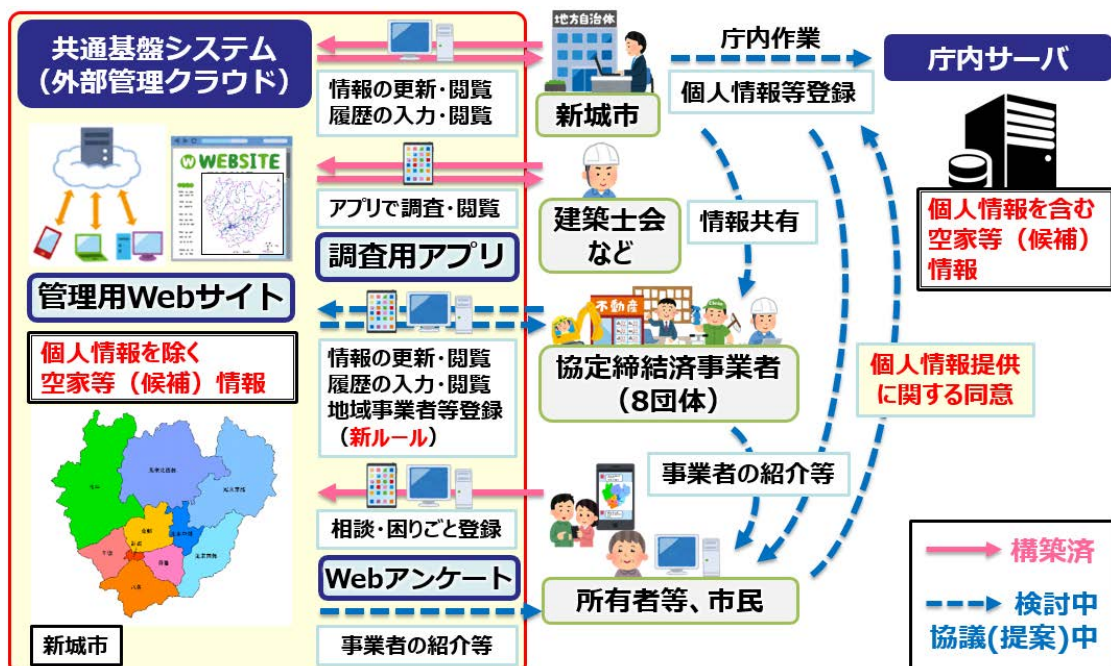 共通基盤システム
（外部管理クラウド）
WEBSITE
管理用Webサイト
個人情報を除く
空家等（候補）情報
新城市
情報の更新・閲覧
履歴の入力・閲覧
アプリで調査・閲覧
調査用アプリ
情報の更新・閲覧
履歴の入力・閲覧
地域事業者等登録
（新ルール）
相談・困りごと登録
Webアンケート
事業者の紹介等
地方自治体
新城市
建築士会
など
不動産
協定締結済事業者
（8団体）
所有者等、市民
庁内作業
個人情報等登録
情報共有
事業者の紹介等
庁内サーバ
個人情報を含む
空家等（候補）
情報
個人情報提供
に関する同意
構築済
検討中
協議(提案)中